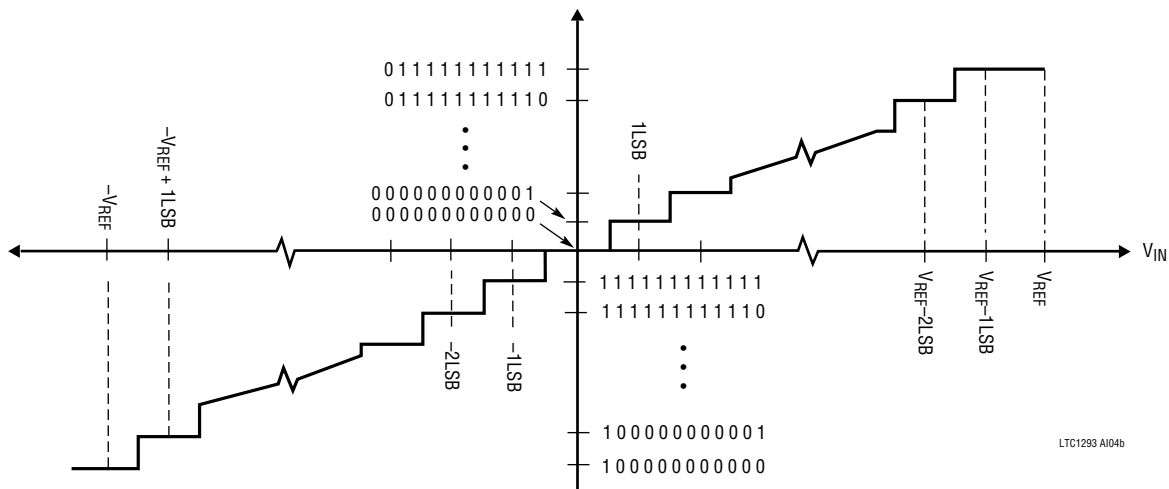 011111111111
011111111110
000000000001
000000000000
–VREF
–VREF + 1LSB
1LSB
VIN
–2LSB
–1LSB
111111111111
111111111110
VREF–2LSB
VREF–1LSB
VREF
100000000001
100000000000
LTC1293 AI04b